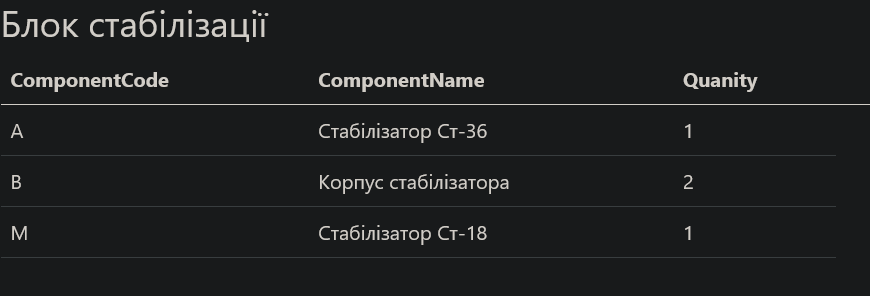 Блок стабілізації
ComponentCode ComponentName Quanity
A Стабілізатор Ст-36 1
B Корпус стабілізатора 2
M Стабілізатор Ст-18 1